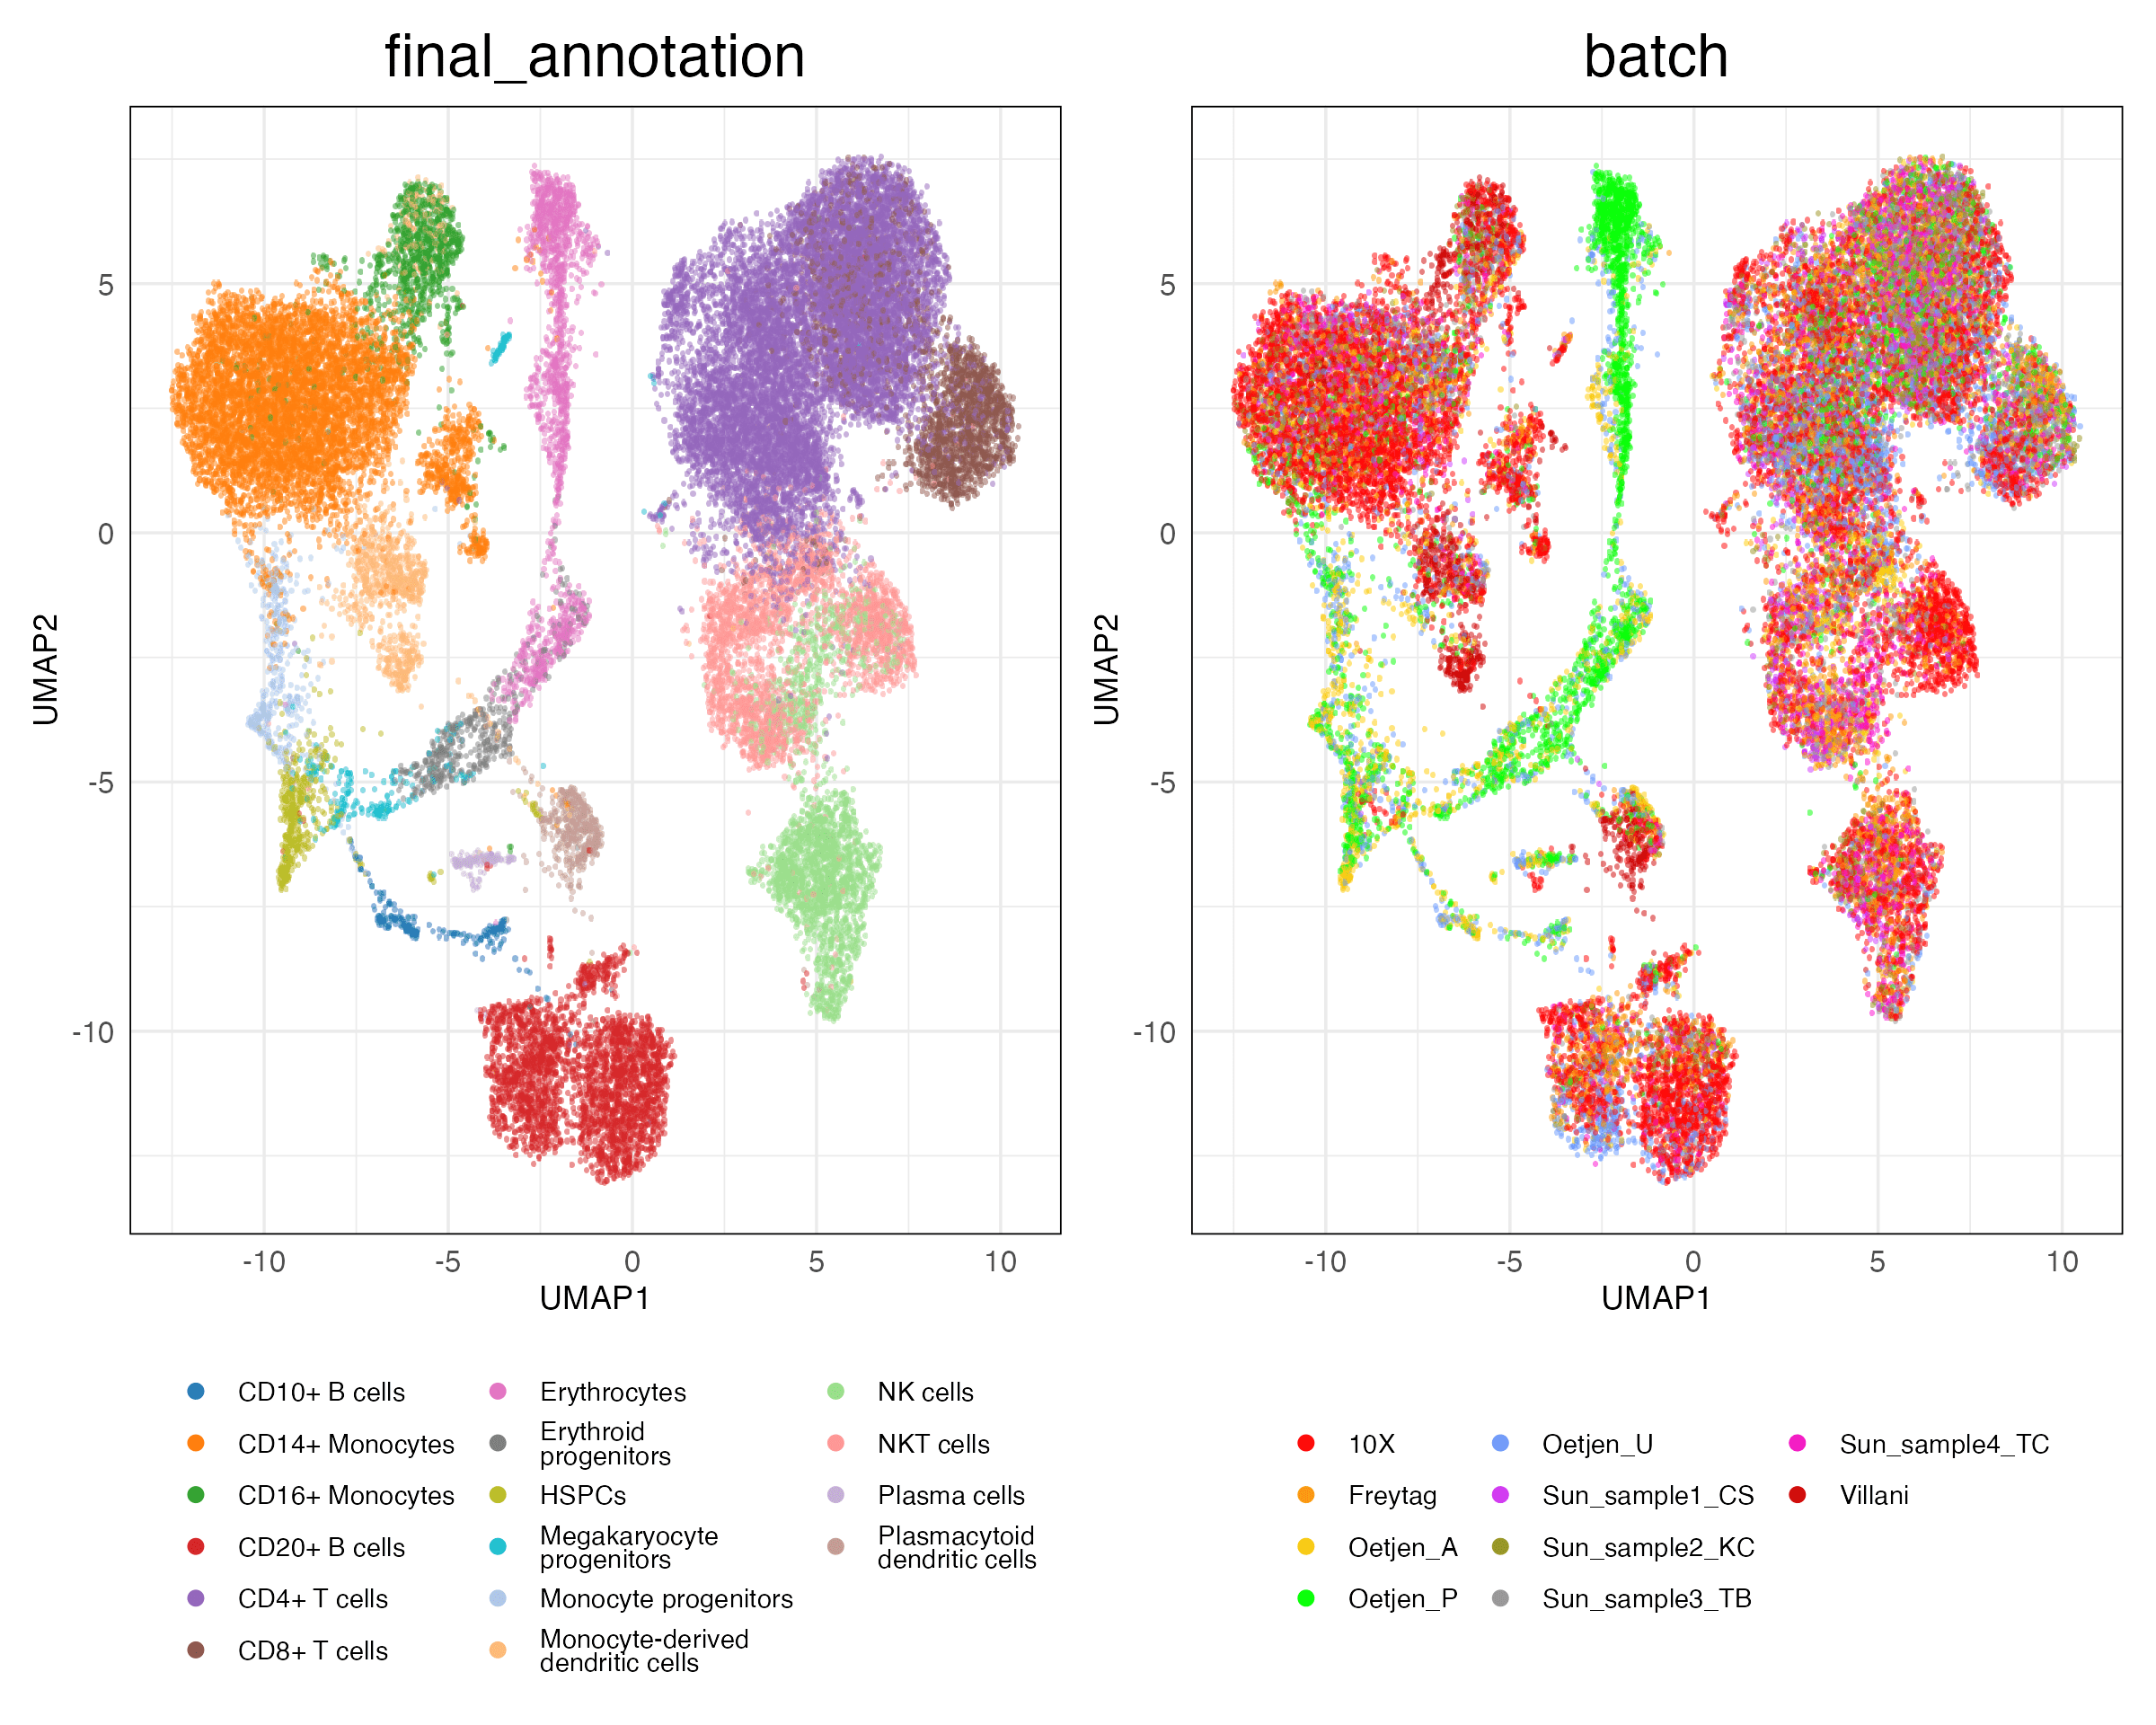 final_annotation
batch
UMAP2
5
0
-5
-10
-10
-5
0
5
10
UMAP1
UMAP2
5
0
-5
-10
-10
-5
0
5
10
UMAP1
CD10+ B cells
CD14+ Monocytes
CD16+ Monocytes
CD20+ B cells
CD4+ T cells
CD8+ T cells
Erythrocytes
Erythroid
progenitors
HSPCs
Megakaryocyte
progenitors
Monocyte progenitors
Monocyte-derived
dendritic cells
NK cells
NKT cells
Plasma cells
Plasmacytoid
dendritic cells
10X
Freytag
Oetjen_A
Oetjen_P
Oetjen_U
Sun_sample1_CS
Sun_sample2_KC
Sun_sample3_TB
Sun_sample4_TC
Villani